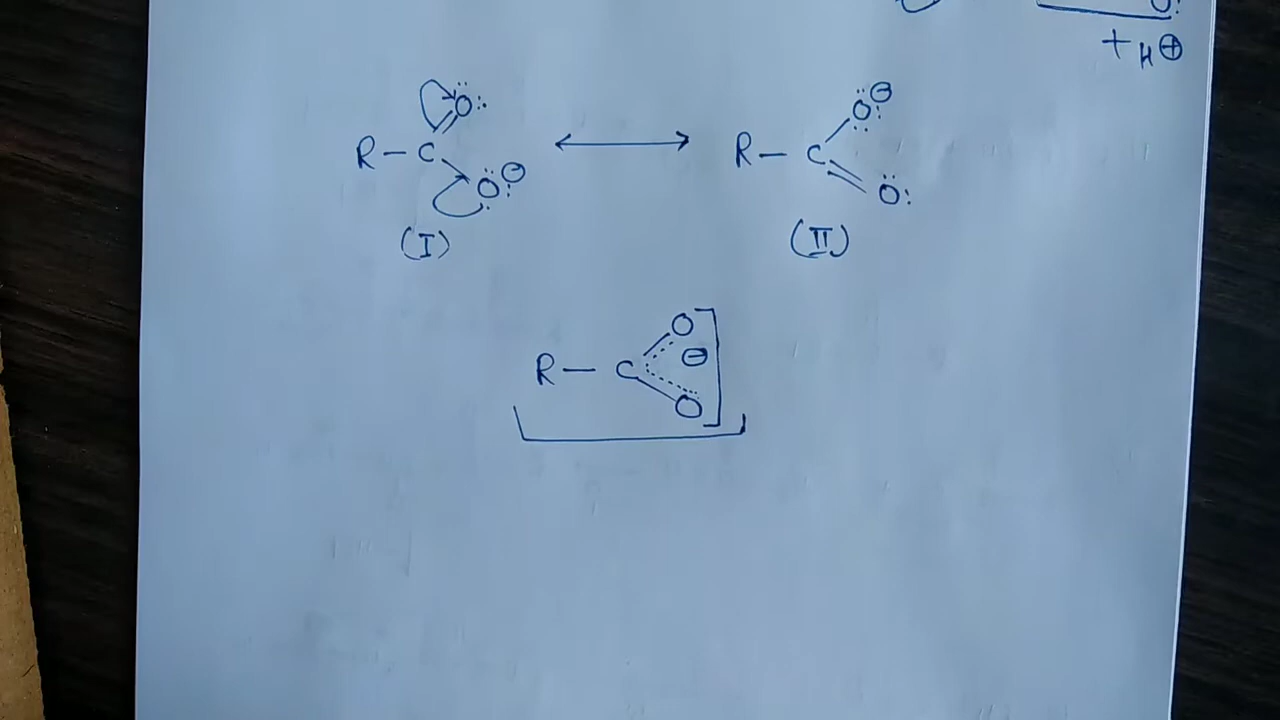 O:
+ H⊕
R – C = Ö: – Ö:⊖ ⟷ R – C – Ö:⊖ = Ö:
(I) (II)
R — C O ⊖ O ]